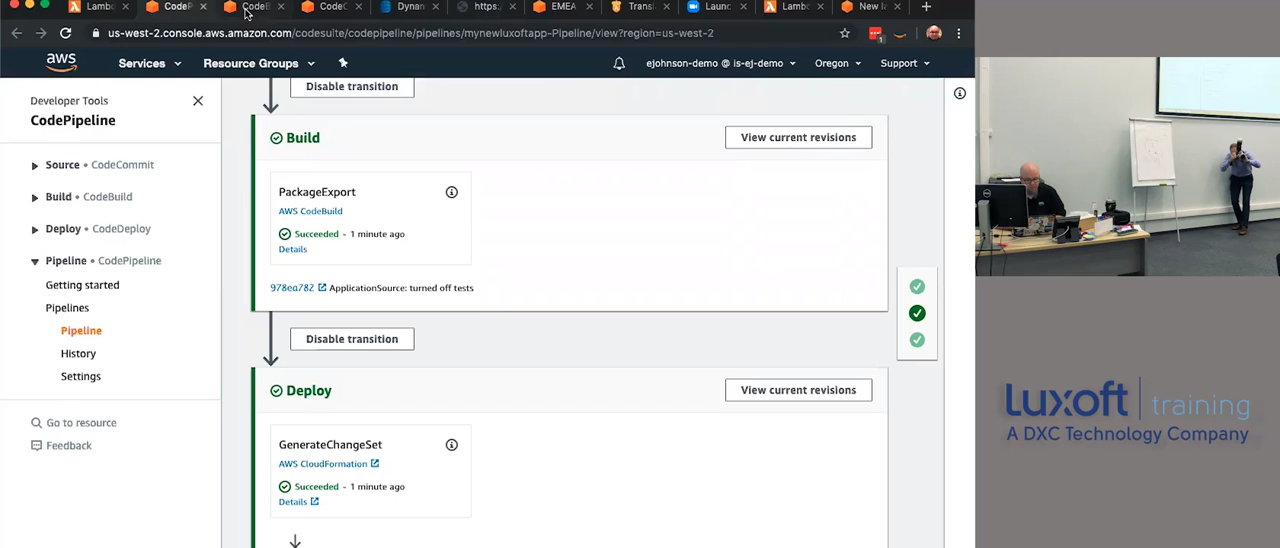 Lamb
CodeP
CodeB
CodeC
Dynam
https:/
EMEA
Transl
Launc
Lamb
New la
us-west-2.console.aws.amazon.com/codesuite/codepipeline/pipelines/mynewluxoftapp-Pipeline/view?region=us-west-2
1
aws
Services
Resource Groups
ejohnson-demo @ is-ej-demo
Oregon
Support
Developer Tools
CodePipeline
Source • CodeCommit
Build • CodeBuild
Deploy • CodeDeploy
Pipeline • CodePipeline
Getting started
Pipelines
Pipeline
History
Settings
Go to resource
Feedback
Disable transition
Build
View current revisions
PackageExport
AWS CodeBuild
Succeeded - 1 minute ago
Details
978ea782 ApplicationSource: turned off tests
Disable transition
Deploy
View current revisions
GenerateChangeSet
AWS CloudFormation
Succeeded - 1 minute ago
Details
luxoft training
A DXC Technology Company